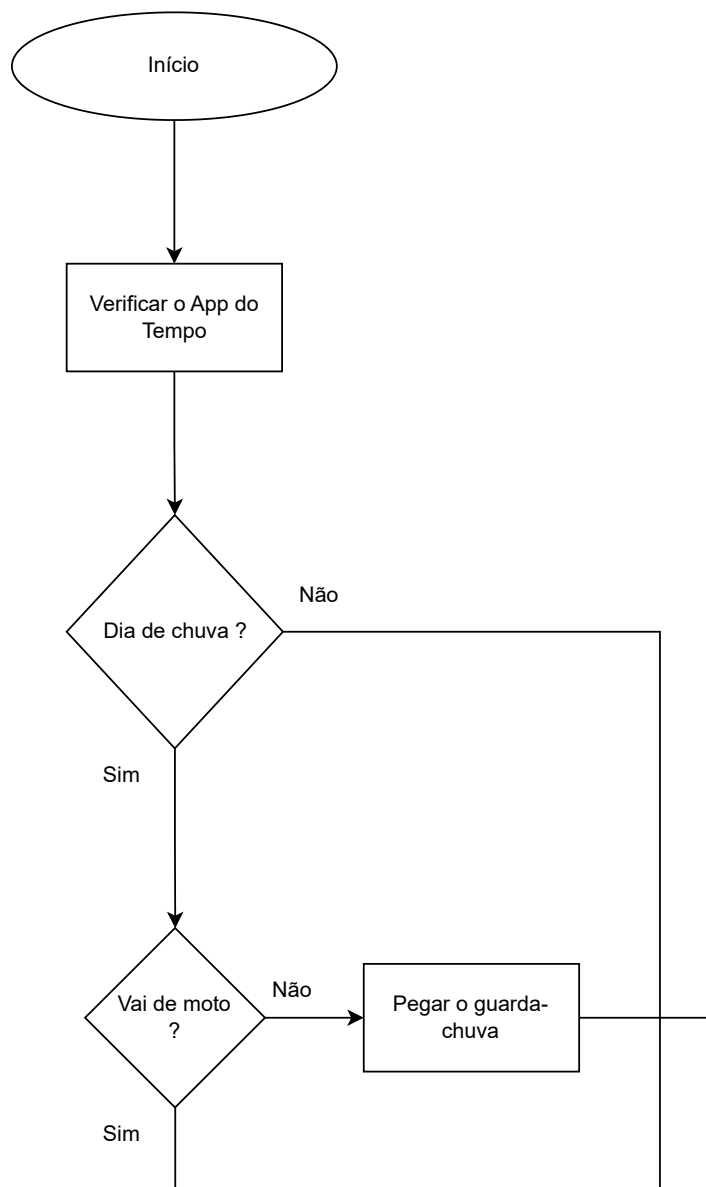 Início
Verificar o App do
Tempo
Não
Dia de chuva ?
Sim
Não
Vai de moto
?
Pegar o guarda-
chuva
Sim